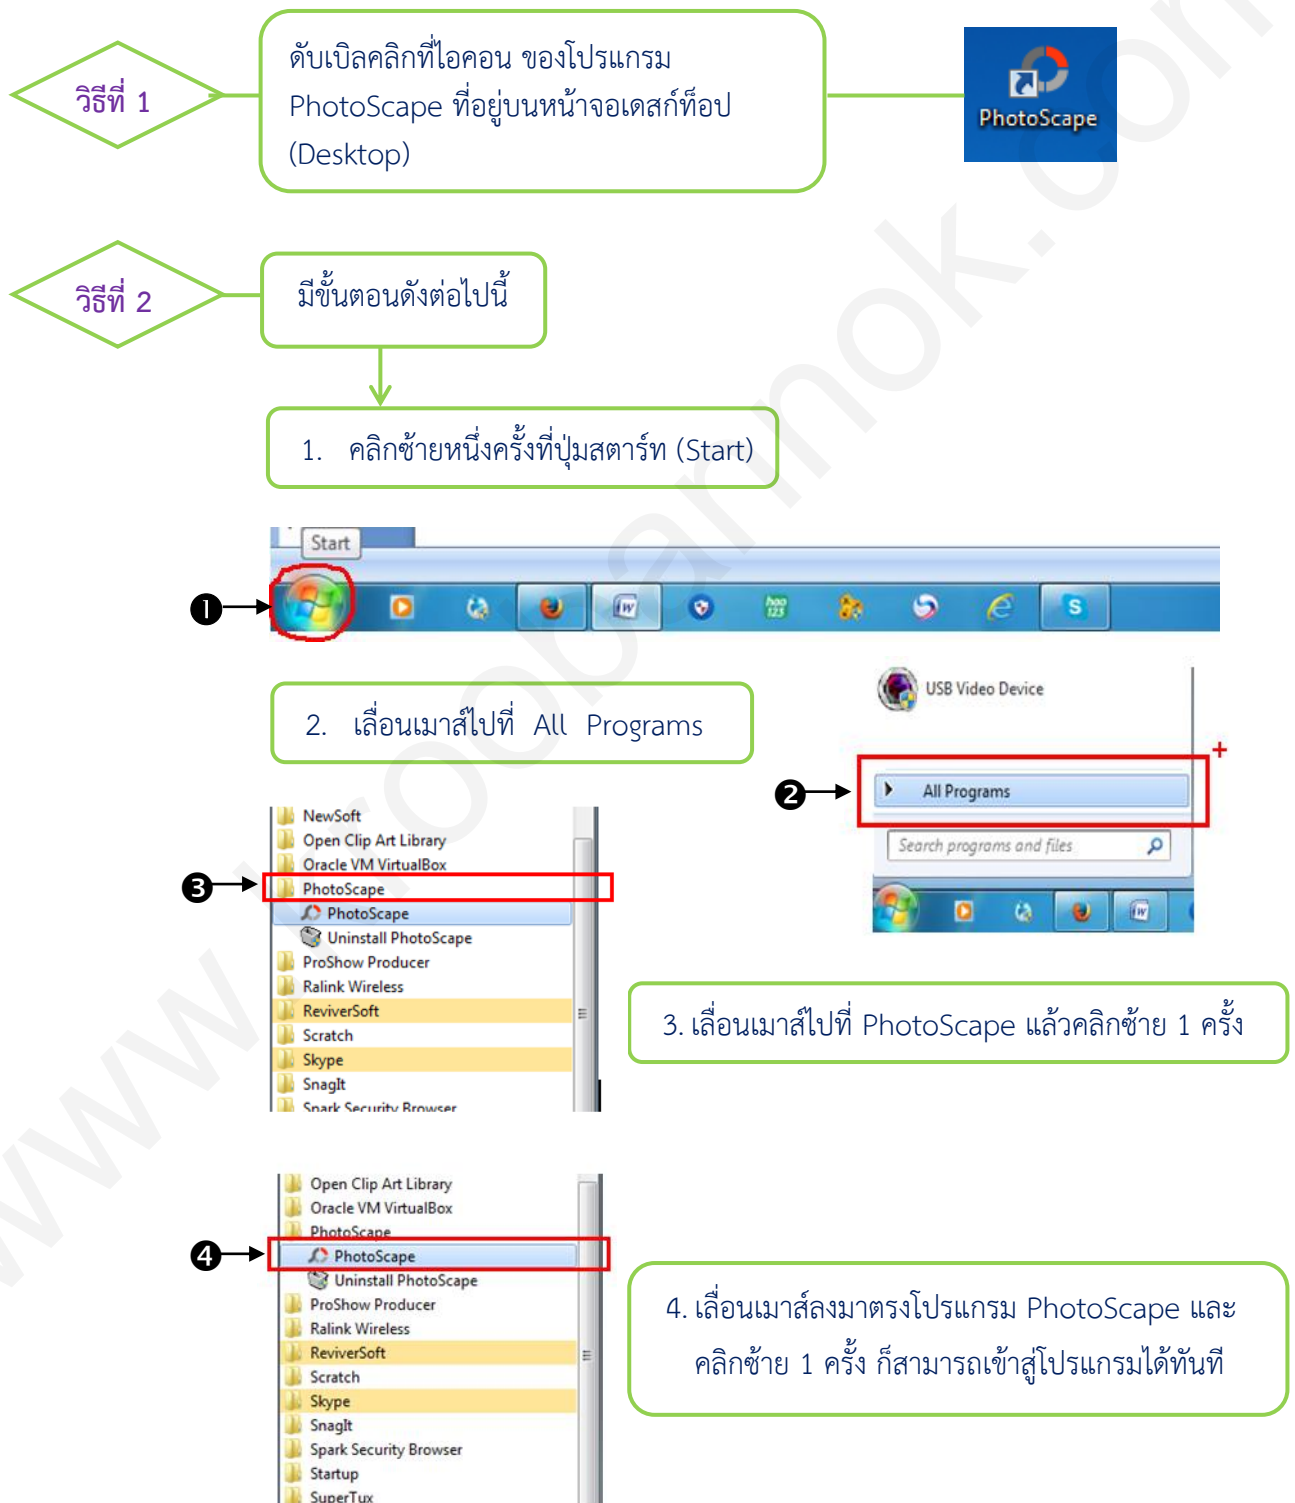 วิธีที่ 1
ดับเบิลคลิกที่ไอคอน ของโปรแกรม
PhotoScape ที่อยู่บนหน้าจอเดสก์ท็อป
(Desktop)
PhotoScape
วิธีที่ 2
มีขั้นตอนดังต่อไปนี้
1. คลิกซ้ายหนึ่งครั้งที่ปุ่มสตาร์ท (Start)
Start
❶
hao
123
2. เลื่อนเมาส์ไปที่ All Programs
USB Video Device
❷
All Programs
Search programs and files
NewSoft
Open Clip Art Library
Oracle VM VirtualBox
❸
PhotoScape
PhotoScape
Uninstall PhotoScape
ProShow Producer
Ralink Wireless
ReviverSoft
Scratch
Skype
SnagIt
Spark Security Browser
3. เลื่อนเมาส์ไปที่ PhotoScape แล้วคลิกซ้าย 1 ครั้ง
Open Clip Art Library
Oracle VM VirtualBox
PhotoScape
❹
PhotoScape
Uninstall PhotoScape
ProShow Producer
Ralink Wireless
ReviverSoft
Scratch
Skype
SnagIt
Spark Security Browser
Startup
SuperTux
4. เลื่อนเมาส์ลงมาตรงโปรแกรม PhotoScape และ
คลิกซ้าย 1 ครั้ง ก็สามารถเข้าสู่โปรแกรมได้ทันที